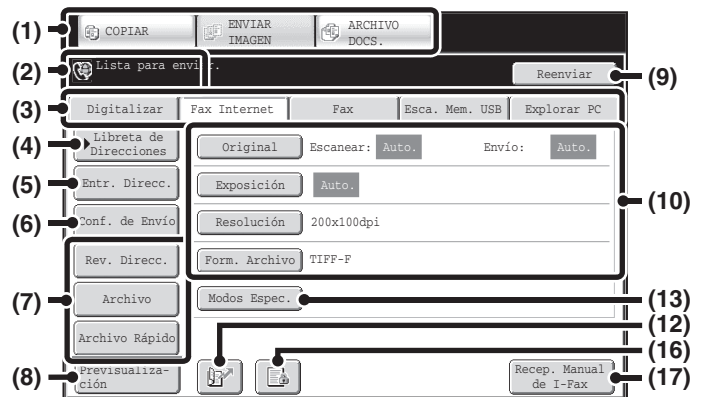 (1) COPIAR ENVIAR IMAGEN ARCHIVO DOCS.
(2) Lista para enviar.
Reenviar (9)
(3) Digitalizar Fax Internet Fax Esca. Mem. USB Explorar PC
(4) Libreta de Direcciones Original Escanear: Auto. Envío: Auto.
(5) Entr. Direcc. Exposición Auto.
(10)
(6) Conf. de Envío Resolución 200x100dpi
Rev. Direcc. Form. Archivo TIFF-F
(7) Archivo Modos Espec. (13)
Archivo Rápido
(12)
(16)
(8) Previsualiza-ción Recep. Manual de I-Fax (17)